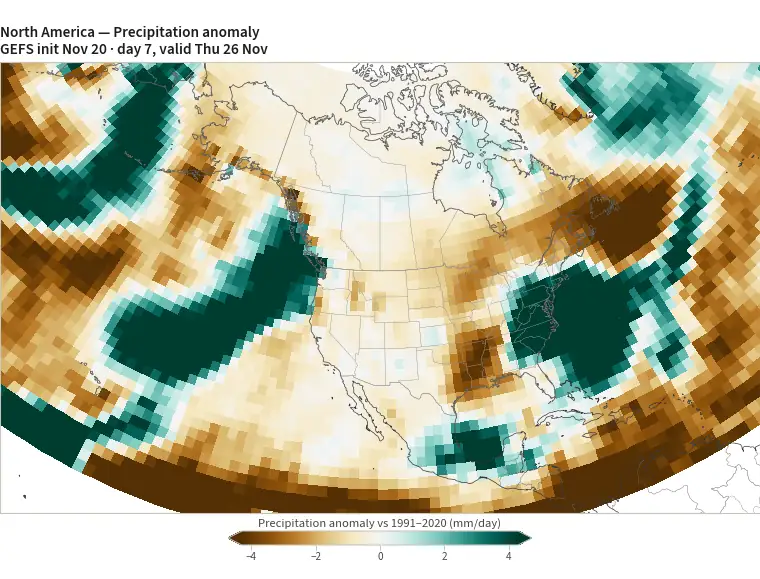 North America — Precipitation anomaly
GEFS init Nov 20 · day 7, valid Thu 26 Nov
Precipitation anomaly vs 1991–2020 (mm/day)
−4 −2 0 2 4